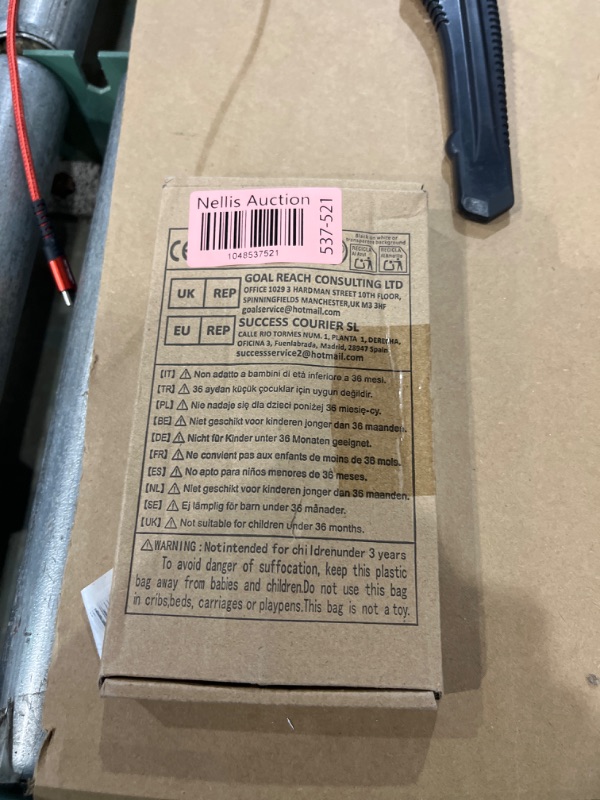 Nellis Auction
1048537521
537-521
CE
Black on white or
transparent background
UK REP
GOAL REACH CONSULTING LTD
OFFICE 1029 3 HARDMAN STREET 10TH FLOOR,
SPINNINGFIELDS MANCHESTER,UK M3 3HF
goalservice@hotmail.com
EU REP
SUCCESS COURIER SL
CALLE RIO TORMES NUM. 1, PLANTA 1, DERECHA,
OFICINA 3, Fuenlabrada, Madrid, 28947 Spain
successservice2@hotmail.com
[IT] Non adatto a bambini di età inferiore a 36 mesi.
[TR] 36 aydan küçük çocuklar için uygun değildir.
[PL] Nie nadaje się dla dzieci poniżej 36 miesię-cy.
[BE] Niet geschikt voor kinderen jonger dan 36 maanden.
[DE] Nicht für Kinder unter 36 Monaten geeignet.
[FR] Ne convient pas aux enfants de moins de 36 mois.
[ES] No apto para niños menores de 36 meses.
[NL] Niet geschikt voor kinderen jonger dan 36 maanden.
[SE] Ej lämplig för barn under 36 månader.
[UK] Not suitable for children under 36 months.
WARNING : Notintended for chi ldrenunder 3 years
To avoid danger of suffocation, keep this plastic
bag away from babies and children.Do not use this bag
in cribs,beds, carriages or playpens.This bag is not a toy.